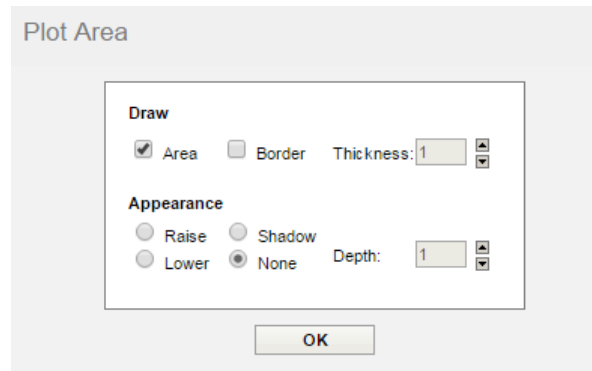 Plot Area
Draw
Area Border Thickness: 1
Appearance
Raise Shadow
Lower None Depth: 1
OK